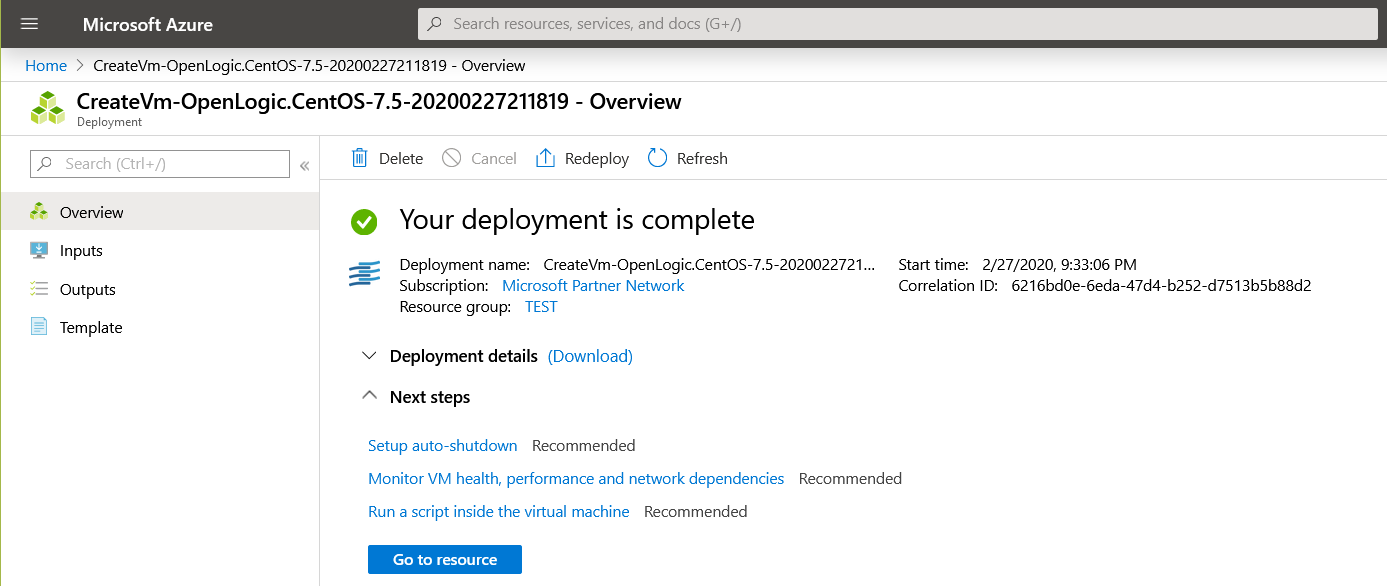 Microsoft Azure
Search resources, services, and docs (G+/)
Home > CreateVm-OpenLogic.CentOS-7.5-20200227211819 - Overview
CreateVm-OpenLogic.CentOS-7.5-20200227211819 - Overview
Deployment
Search (Ctrl+/)
«
Overview
Inputs
Outputs
Template
Delete Cancel Redeploy Refresh
Your deployment is complete
Deployment name: CreateVm-OpenLogic.CentOS-7.5-2020022721... Start time: 2/27/2020, 9:33:06 PM
Subscription: Microsoft Partner Network Correlation ID: 6216bd0e-6eda-47d4-b252-d7513b5b88d2
Resource group: TEST
Deployment details (Download)
Next steps
Setup auto-shutdown Recommended
Monitor VM health, performance and network dependencies Recommended
Run a script inside the virtual machine Recommended
Go to resource